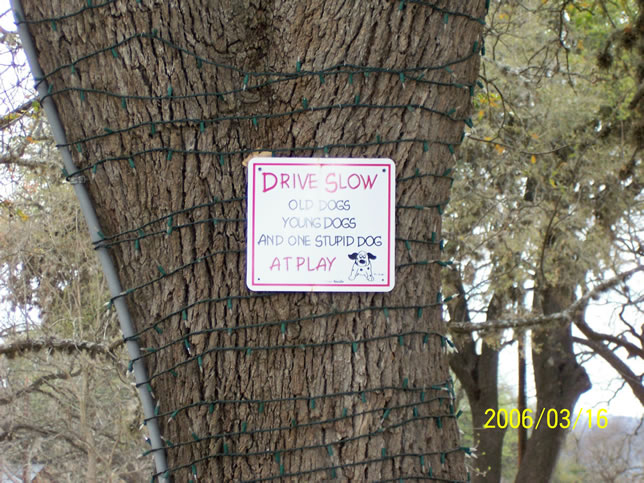 DRIVE SLOW
OLD DOGS
YOUNG DOGS
AND ONE STUPID DOG
AT PLAY
2006/03/16